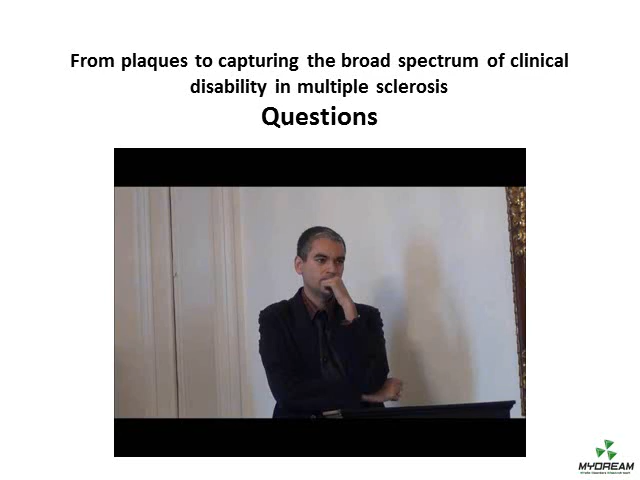 From plaques to capturing the broad spectrum of clinical
disability in multiple sclerosis
Questions
MYDREAM